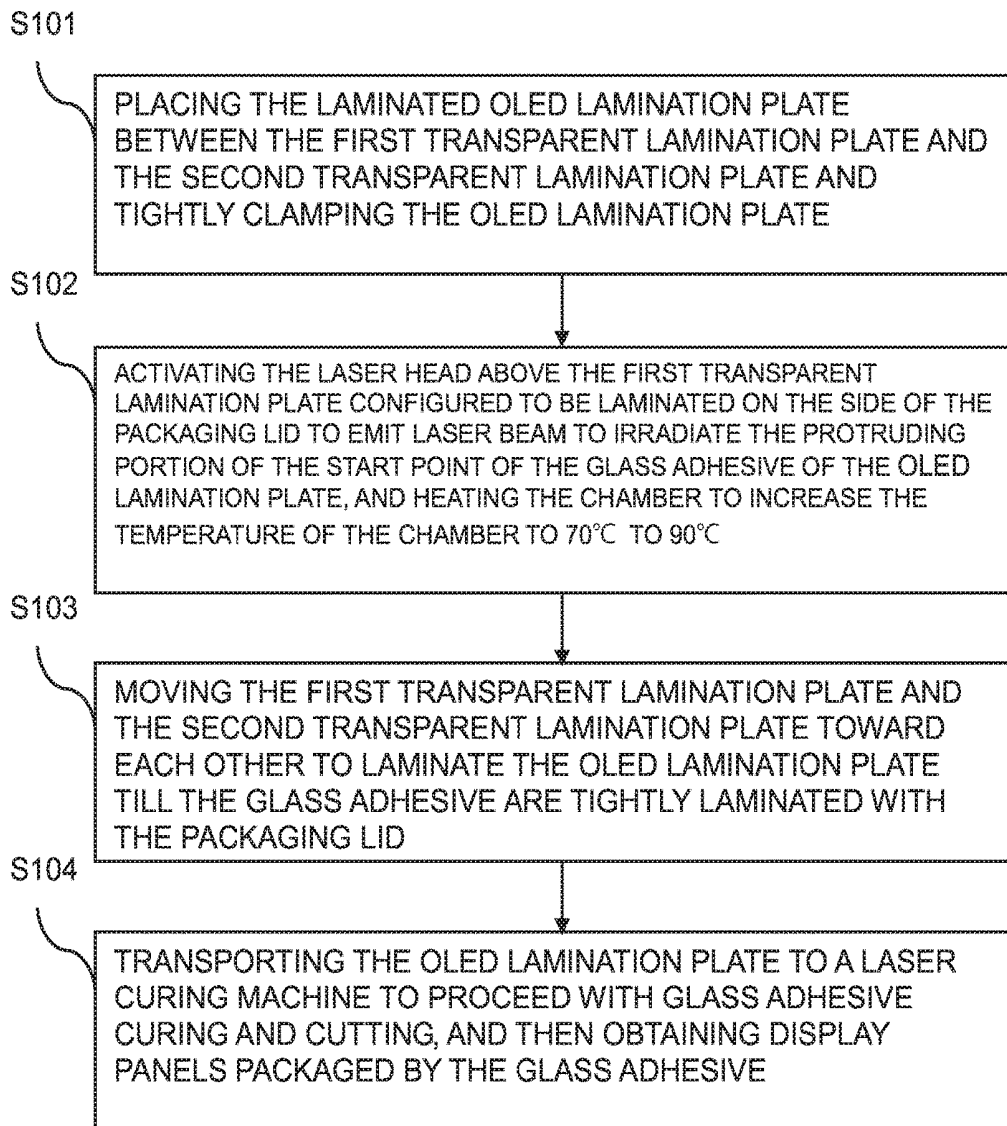 S101
PLACING THE LAMINATED OLED LAMINATION PLATE
BETWEEN THE FIRST TRANSPARENT LAMINATION PLATE AND
THE SECOND TRANSPARENT LAMINATION PLATE AND
TIGHTLY CLAMPING THE OLED LAMINATION PLATE
S102
ACTIVATING THE LASER HEAD ABOVE THE FIRST TRANSPARENT
LAMINATION PLATE CONFIGURED TO BE LAMINATED ON THE SIDE OF THE
PACKAGING LID TO EMIT LASER BEAM TO IRRADIATE THE PROTRUDING
PORTION OF THE START POINT OF THE GLASS ADHESIVE OF THE OLED
LAMINATION PLATE, AND HEATING THE CHAMBER TO INCREASE THE
TEMPERATURE OF THE CHAMBER TO 70℃ TO 90℃
S103
MOVING THE FIRST TRANSPARENT LAMINATION PLATE AND
THE SECOND TRANSPARENT LAMINATION PLATE TOWARD
EACH OTHER TO LAMINATE THE OLED LAMINATION PLATE
TILL THE GLASS ADHESIVE ARE TIGHTLY LAMINATED WITH
THE PACKAGING LID
S104
TRANSPORTING THE OLED LAMINATION PLATE TO A LASER
CURING MACHINE TO PROCEED WITH GLASS ADHESIVE
CURING AND CUTTING, AND THEN OBTAINING DISPLAY
PANELS PACKAGED BY THE GLASS ADHESIVE